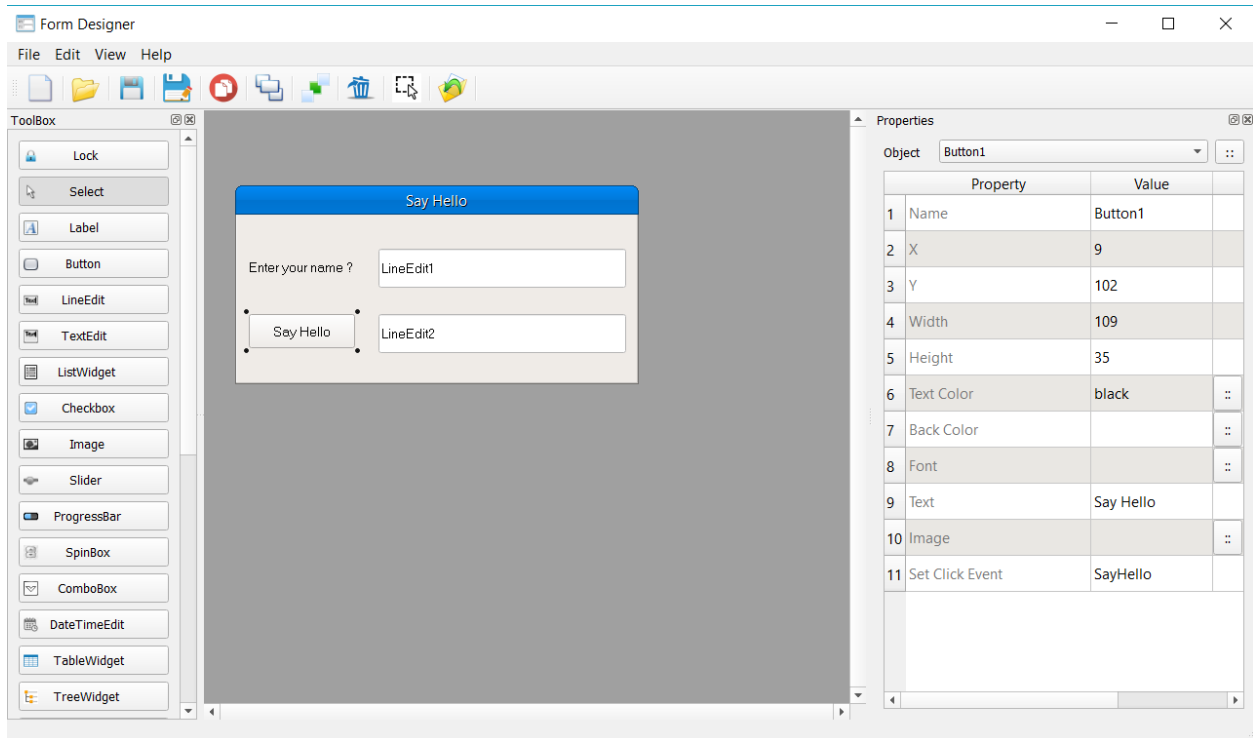 Form Designer
File Edit View Help
ToolBox
Lock
Select
Label
Button
LineEdit
TextEdit
ListWidget
Checkbox
Image
Slider
ProgressBar
SpinBox
ComboBox
DateTimeEdit
TableWidget
TreeWidget
Say Hello
Enter your name ? LineEdit1
Say Hello LineEdit2
Properties
Object Button1 ::
Property Value
1 Name Button1
2 X 9
3 Y 102
4 Width 109
5 Height 35
6 Text Color black ::
7 Back Color ::
8 Font ::
9 Text Say Hello
10 Image ::
11 Set Click Event SayHello